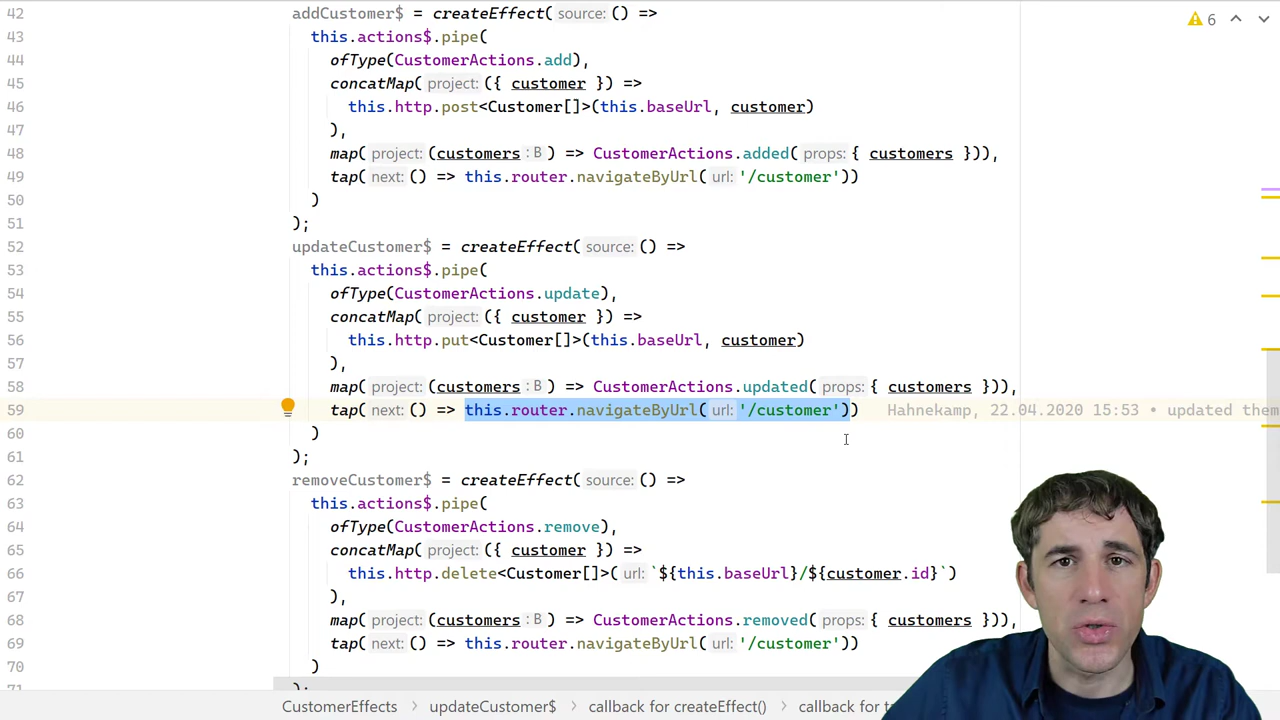 42 addCustomer$ = createEffect( source: () =>
⚠ 6
43 this.actions$.pipe(
44 ofType(CustomerActions.add),
45 concatMap( project: ({ customer }) =>
46 this.http.post<Customer[]>(this.baseUrl, customer)
47 ),
48 map( project: (customers : B ) => CustomerActions.added( props: { customers })),
49 tap( next: () => this.router.navigateByUrl( url: '/customer'))
50 )
51 );
52 updateCustomer$ = createEffect( source: () =>
53 this.actions$.pipe(
54 ofType(CustomerActions.update),
55 concatMap( project: ({ customer }) =>
56 this.http.put<Customer[]>(this.baseUrl, customer)
57 ),
58 map( project: (customers : B ) => CustomerActions.updated( props: { customers })),
59 tap( next: () => this.router.navigateByUrl( url: '/customer')) Hahnekamp, 22.04.2020 15:53 • updated them
60 )
61 );
62 removeCustomer$ = createEffect( source: () =>
63 this.actions$.pipe(
64 ofType(CustomerActions.remove),
65 concatMap( project: ({ customer }) =>
66 this.http.delete<Customer[]>( url: `${this.baseUrl}/${customer.id}`)
67 ),
68 map( project: (customers : B ) => CustomerActions.removed( props: { customers })),
69 tap( next: () => this.router.navigateByUrl( url: '/customer'))
70 )
71 );
CustomerEffects › updateCustomer$ › callback for createEffect() › callback for